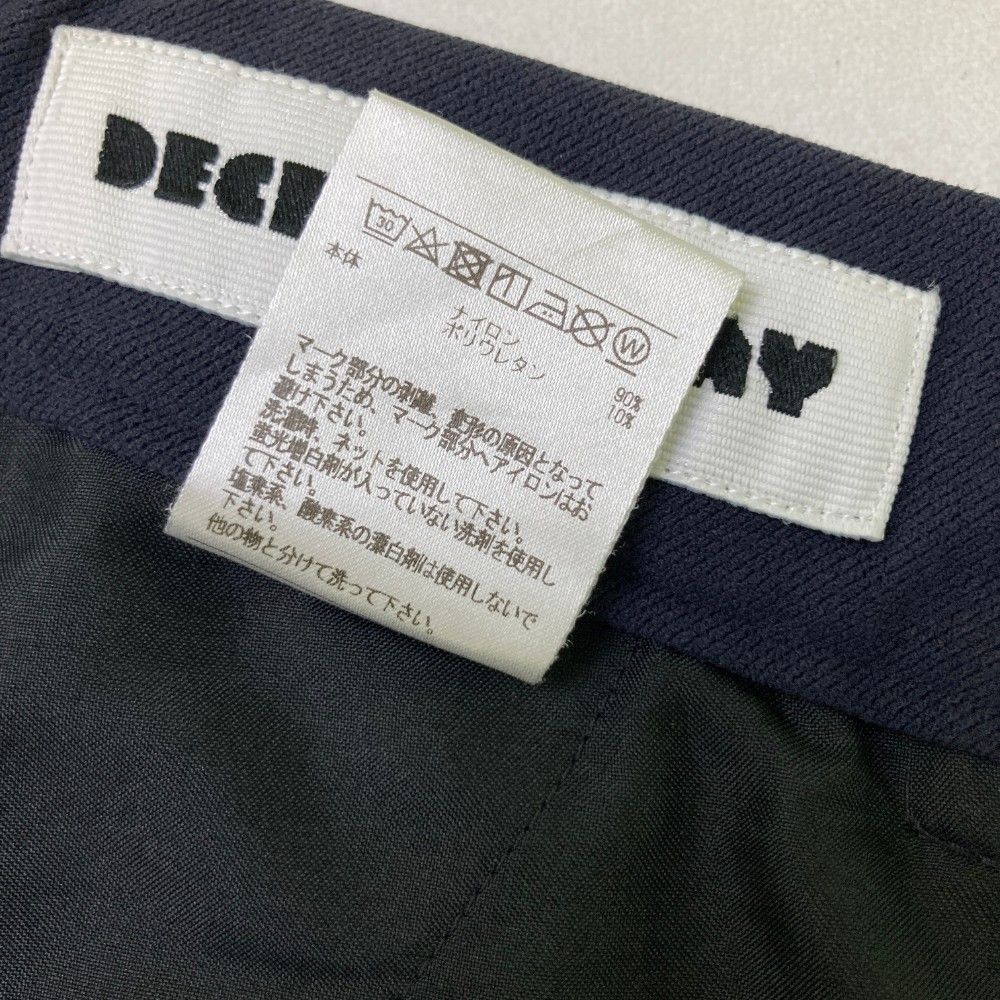 DEC
AY
30
W
本体
ナイロン 90%
ポリウレタン 10%
マーク部分の剥離、変形の原因となって
しまうため、マーク部分へアイロンはお
避け下さい。
洗濯時、ネットを使用して下さい。
蛍光増白剤が入っていない洗剤を使用し
て下さい。
塩素系、酸素系の漂白剤は使用しないで
下さい。
他の物と分けて洗って下さい。